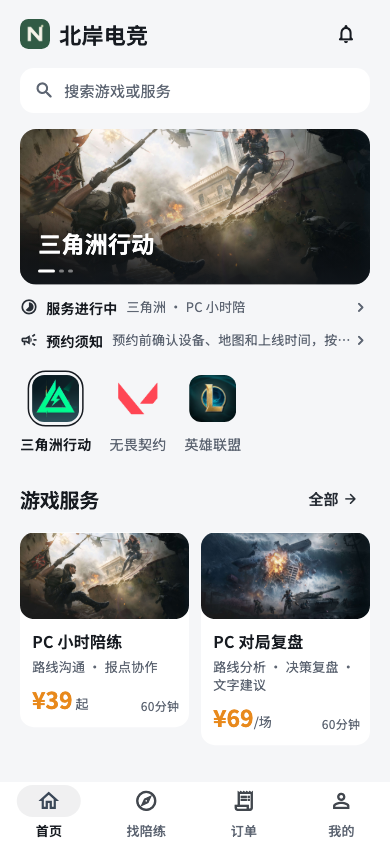 N 北岸电竞
搜索游戏或服务
三角洲行动
服务进行中 三角洲 · PC 小时陪
预约须知 预约前确认设备、地图和上线时间，按…
三角洲行动 无畏契约 英雄联盟
游戏服务 全部 →
PC 小时陪练
路线沟通 · 报点协作
¥39 起 60分钟
PC 对局复盘
路线分析 · 决策复盘 ·
文字建议
¥69/场 60分钟
首页 找陪练 订单 我的